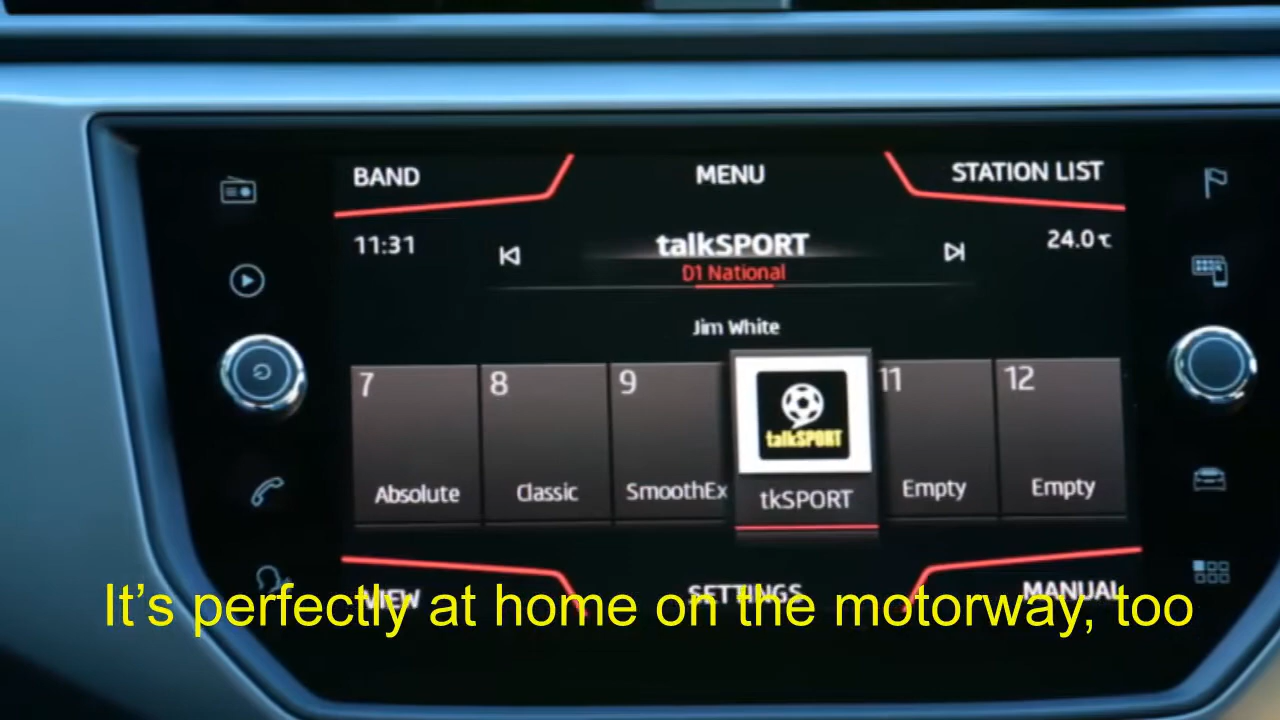 BAND MENU STATION LIST
11:31 talkSPORT 24.0℃
D1 National
Jim White
7 8 9 11 12
talkSPORT
Absolute Classic SmoothEx tkSPORT Empty Empty
VIEW SETTINGS MANUAL
It’s perfectly at home on the motorway, too